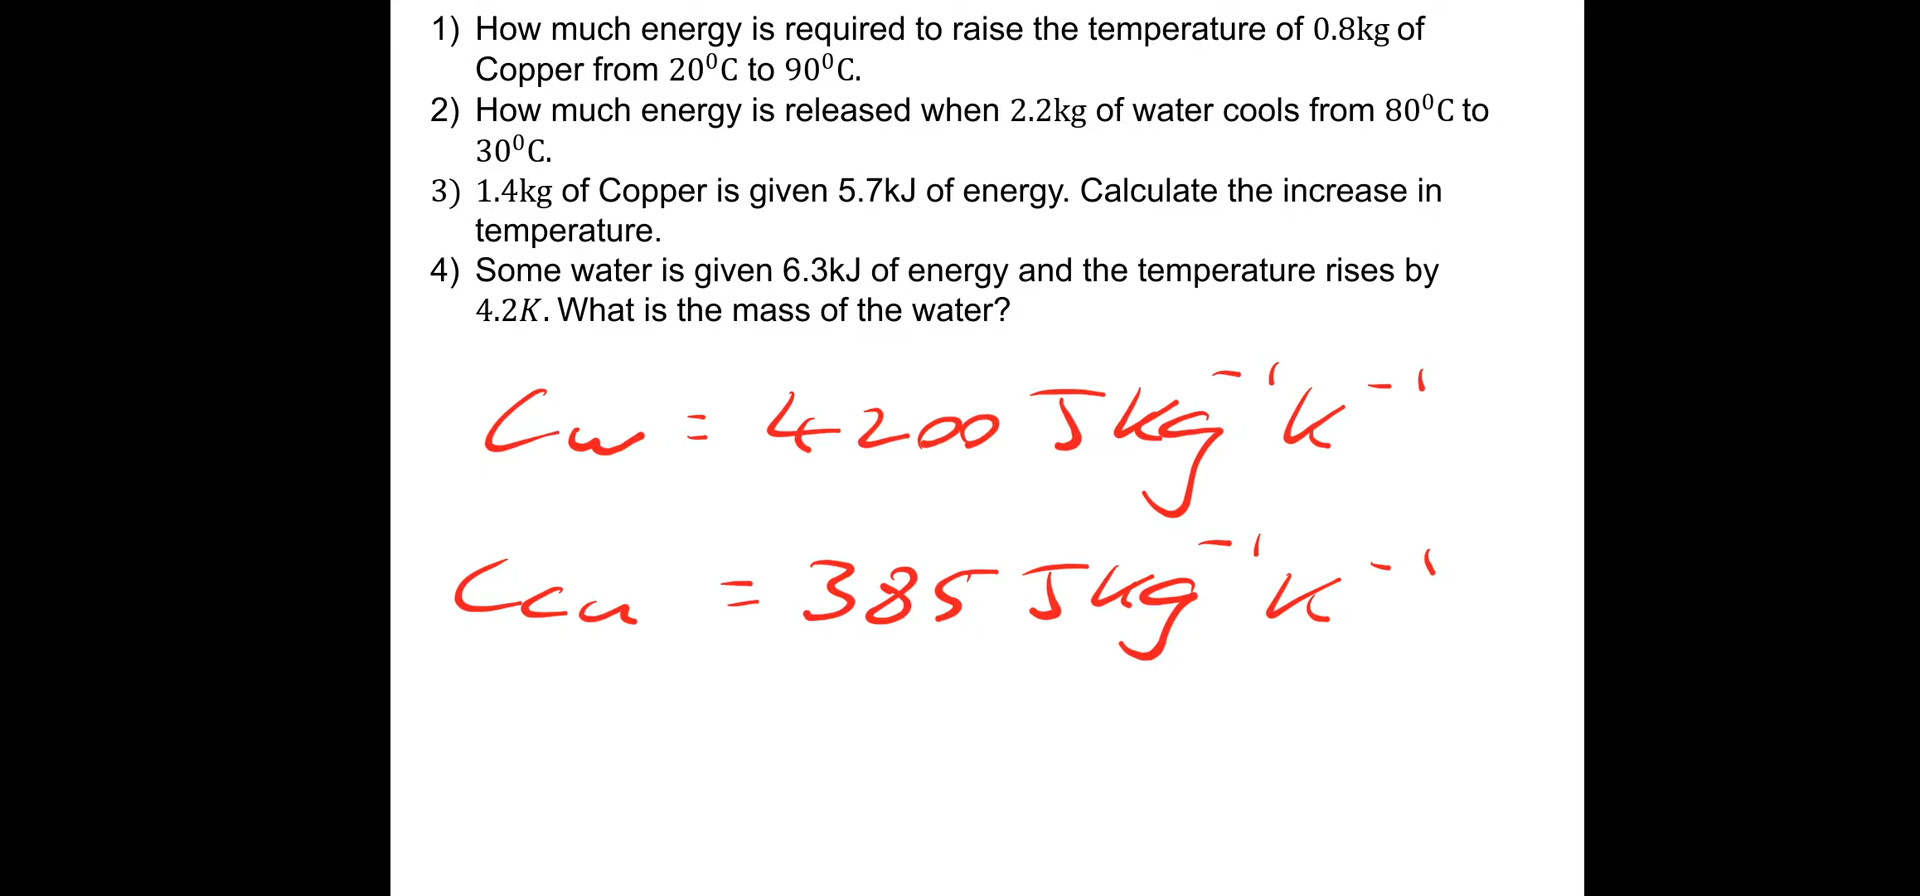 1) How much energy is required to raise the temperature of 0.8kg of
Copper from 20⁰C to 90⁰C.
2) How much energy is released when 2.2kg of water cools from 80⁰C to
30⁰C.
3) 1.4kg of Copper is given 5.7kJ of energy. Calculate the increase in
temperature.
4) Some water is given 6.3kJ of energy and the temperature rises by
4.2K. What is the mass of the water?
Cw = 4200 Jkg⁻¹K⁻¹
Ccu = 385 Jkg⁻¹K⁻¹